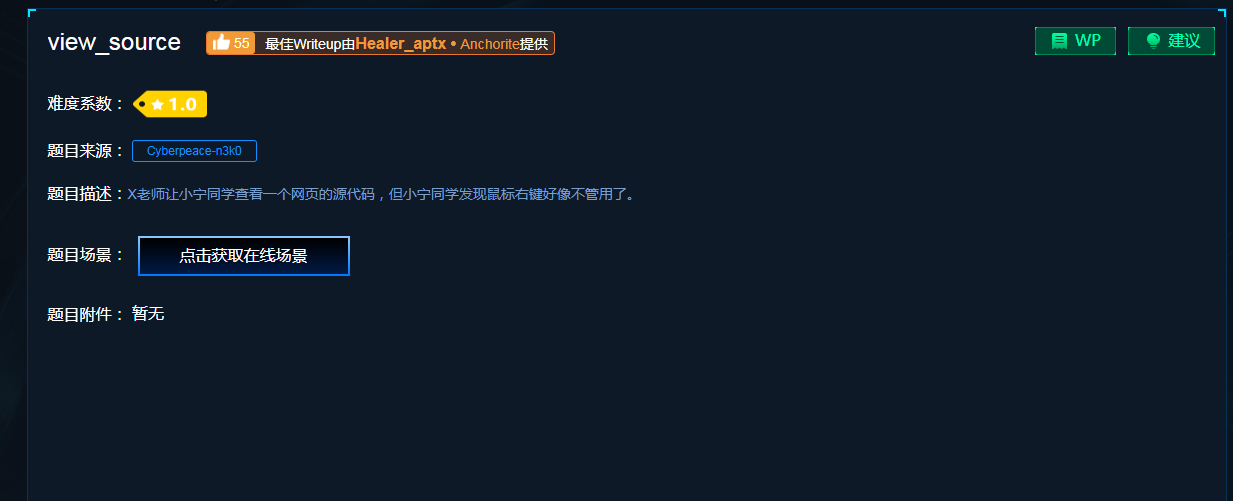 view_source 55 最佳Writeup由Healer_aptx • Anchorite提供 WP 建议
难度系数： 1.0
题目来源： Cyberpeace-n3k0
题目描述：X老师让小宁同学查看一个网页的源代码，但小宁同学发现鼠标右键好像不管用了。
题目场景： 点击获取在线场景
题目附件： 暂无